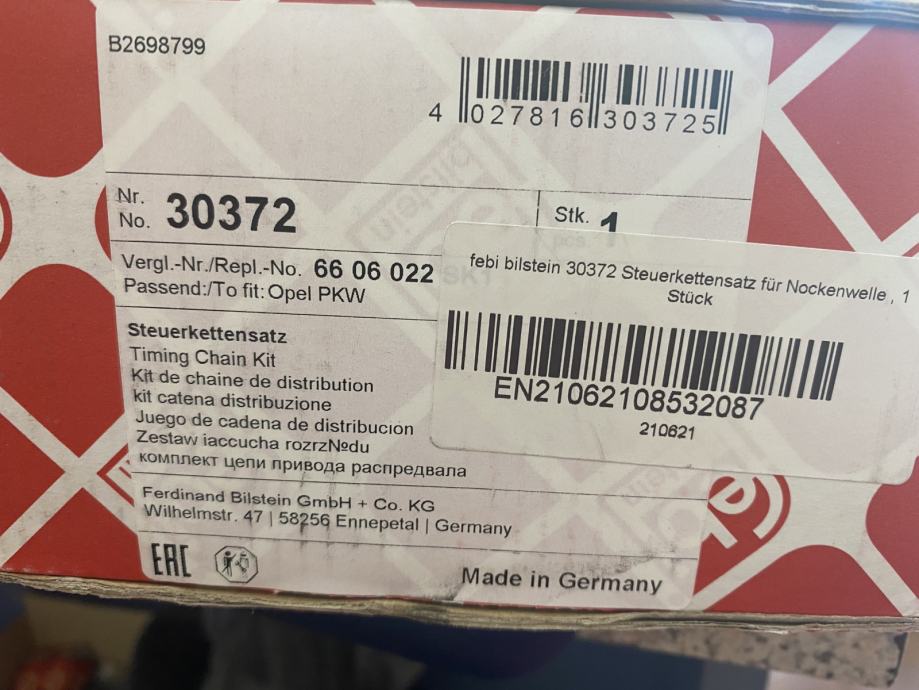 B2698799
4 027816 303725
Nr.
No. 30372
Stk. 1
pcs.
Vergl.-Nr./Repl.-No. 66 06 022
Passend:/To fit: Opel PKW
febi bilstein 30372 Steuerkettensatz für Nockenwelle , 1
Stück
EN21062108532087
210621
Steuerkettensatz
Timing Chain Kit
Kit de chaine de distribution
kit catena distribuzione
Juego de cadena de distribución
Zestaw iaccucha rozrz№du
комплект цепи привода распредвала
Ferdinand Bilstein GmbH + Co. KG
Wilhelmstr. 47 | 58256 Ennepetal | Germany
EAC
Made in Germany
bilstein